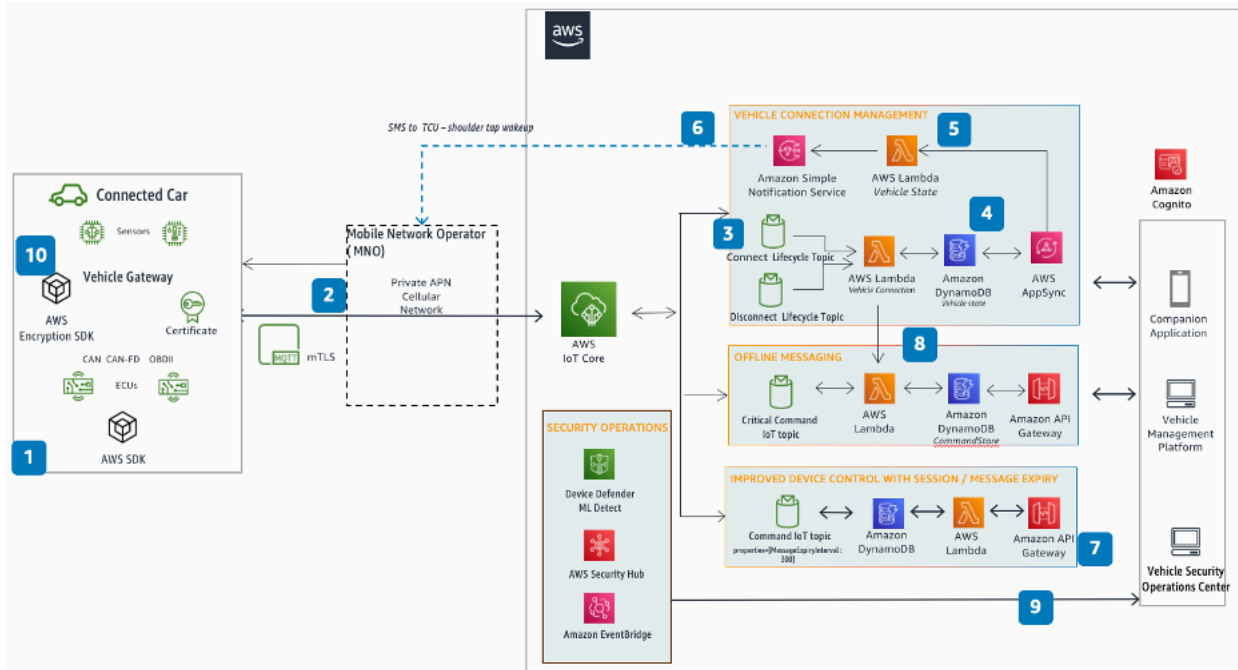 aws
SMS to TCU – shoulder tap wakeup
6
VEHICLE CONNECTION MANAGEMENT
5
Amazon Simple
Notification Service
AWS Lambda
Vehicle State
Amazon
Cognito
Connected Car
Sensors
10
Vehicle Gateway
AWS
Encryption SDK
Certificate
CAN CAN-FD OBDII
ECUs
AWS SDK
1
2
MQTT
mTLS
Mobile Network Operator
( MNO)
Private APN
Cellular
Network
AWS
IoT Core
3
Connect Lifecycle Topic
Disconnect Lifecycle Topic
AWS Lambda
Vehicle Connection
4
Amazon
DynamoDB
Vehicle state
AWS
AppSync
8
OFFLINE MESSAGING
Critical Command
IoT topic
AWS
Lambda
Amazon
DynamoDB
CommandStore
Amazon API
Gateway
IMPROVED DEVICE CONTROL WITH SESSION / MESSAGE EXPIRY
Command IoT topic
properties=[MessageExpiryInterval:
300]
Amazon
DynamoDB
AWS
Lambda
Amazon API
Gateway
7
SECURITY OPERATIONS
Device Defender
ML Detect
AWS Security Hub
Amazon EventBridge
9
Companion
Application
Vehicle
Management
Platform
Vehicle Security
Operations Center